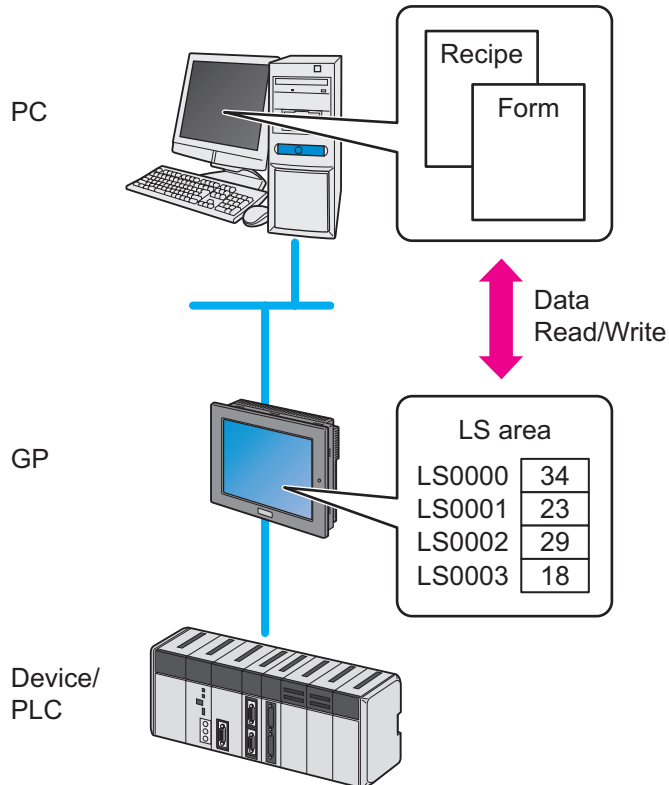 PC
Recipe
Form
Data
Read/Write
GP
LS area
LS0000 34
LS0001 23
LS0002 29
LS0003 18
Device/
PLC